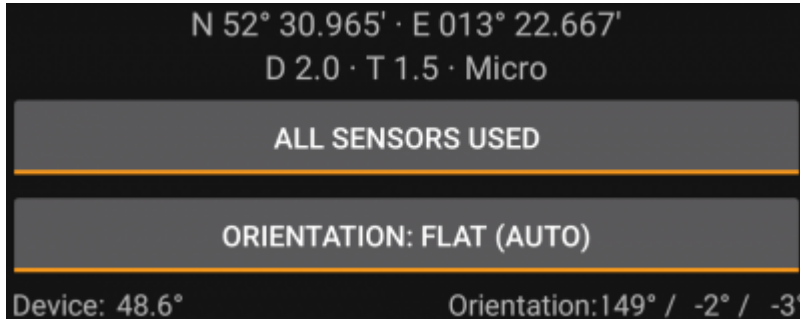 N 52° 30.965' · E 013° 22.667'
D 2.0 · T 1.5 · Micro
ALL SENSORS USED
ORIENTATION: FLAT (AUTO)
Device: 48.6° Orientation:149° / -2° / -3°